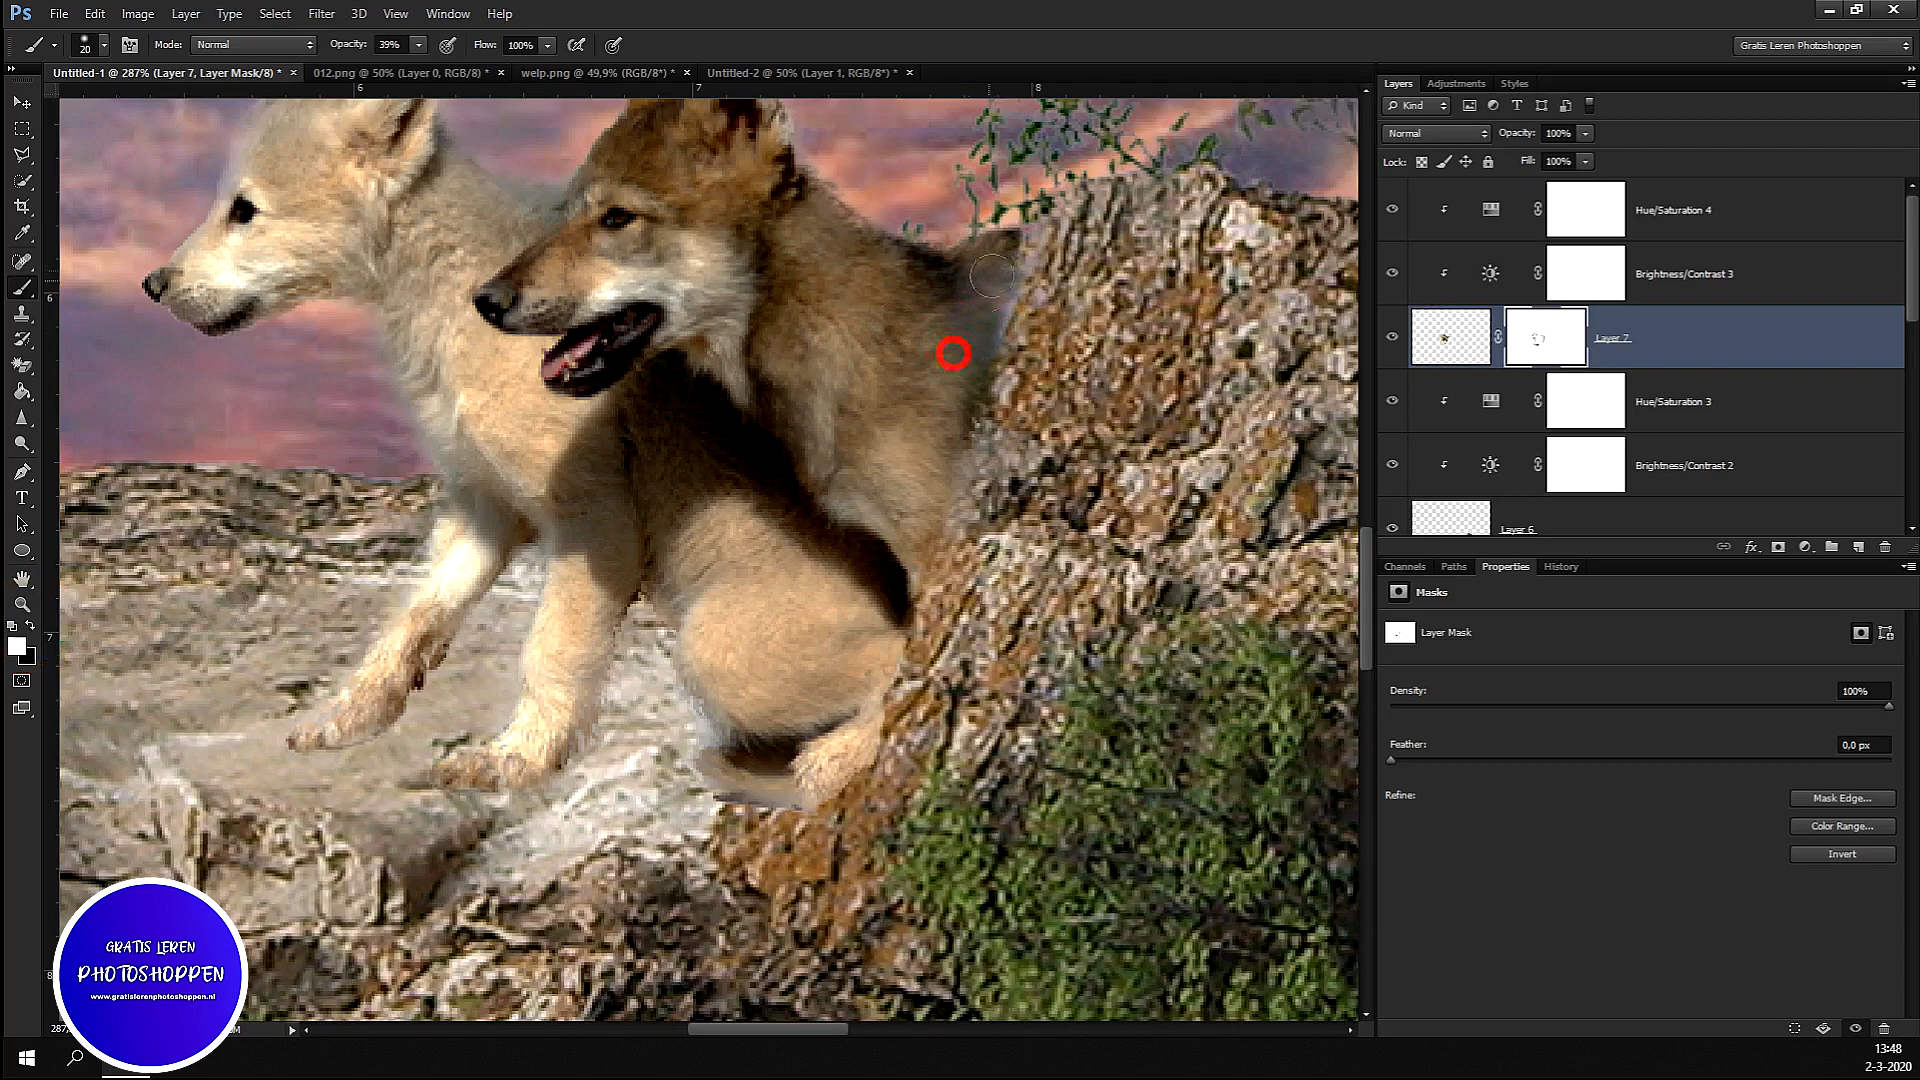 Ps File Edit Image Layer Type Select Filter 3D View Window Help
20 Mode: Normal Opacity: 39% Flow: 100% Gratis Leren Photoshoppen
Untitled-1 @ 287% (Layer 7, Layer Mask/8) * × 012.png @ 50% (Layer 0, RGB/8) * × welp.png @ 49,9% (RGB/8*) * × Untitled-2 @ 50% (Layer 1, RGB/8*) * ×
6 7 8
6
7
8
Layers Adjustments Styles
Kind
Normal Opacity: 100%
Lock: Fill: 100%
Hue/Saturation 4
Brightness/Contrast 3
Layer 7
Hue/Saturation 3
Brightness/Contrast 2
Layer 6
Channels Paths Properties History
Masks
Layer Mask
Density: 100%
Feather: 0,0 px
Refine: Mask Edge...
Color Range...
Invert
GRATIS LEREN
PHOTOSHOPPEN
www.gratislerenphotoshoppen.nl
13:48
2-3-2020